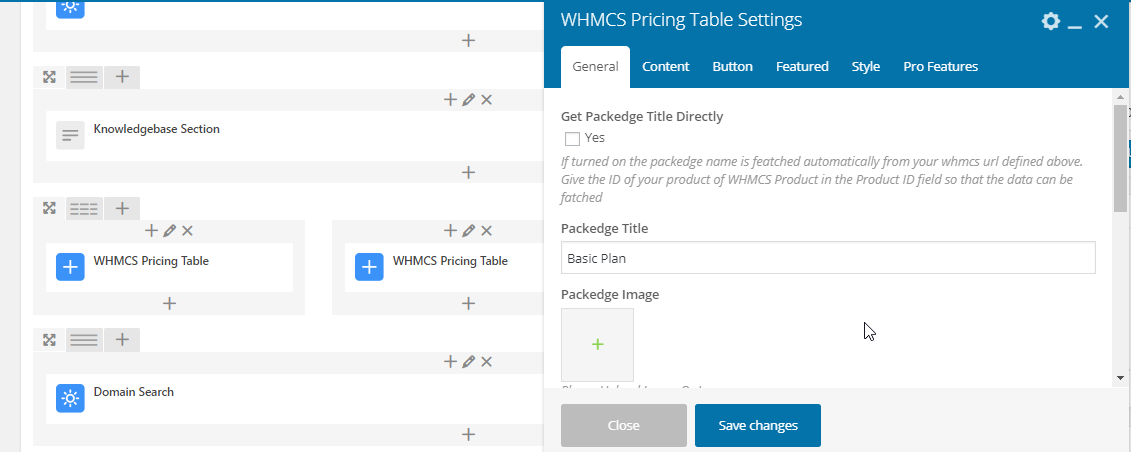 WHMCS Pricing Table Settings
General Content Button Featured Style Pro Features
Get Packedge Title Directly
Yes
If turned on the packedge name is featched automatically from your whmcs url defined above.
Give the ID of your product of WHMCS Product in the Product ID field so that the data can be
fatched
Packedge Title
Basic Plan
Packedge Image
Close Save changes
Knowledgebase Section
WHMCS Pricing Table WHMCS Pricing Table
Domain Search